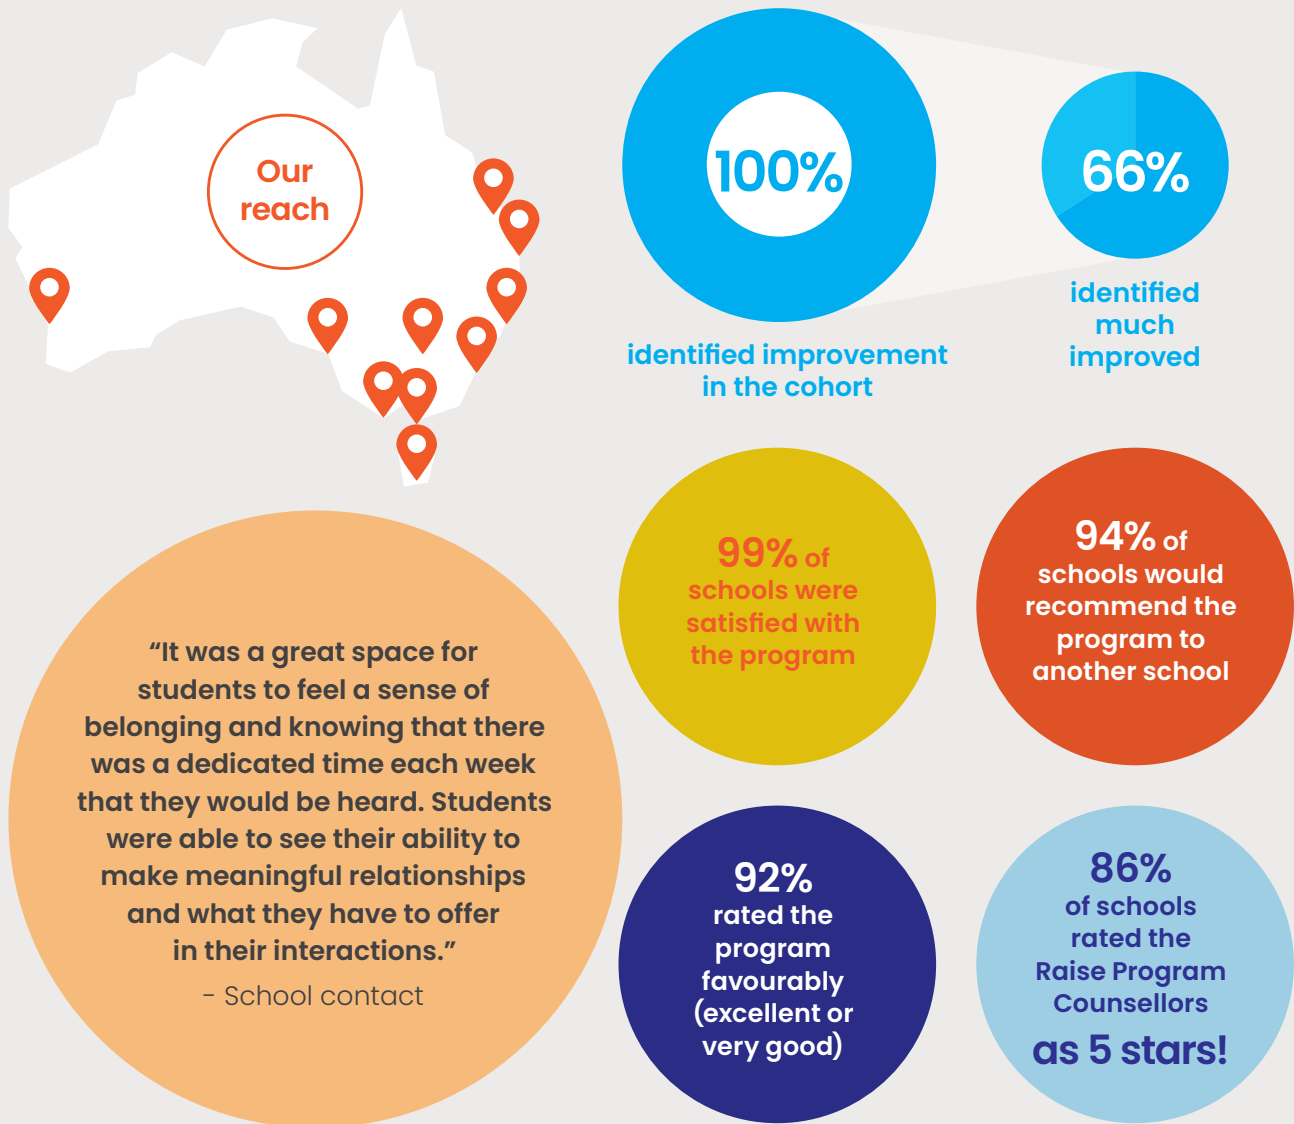 Our
reach
100%
identified improvement
in the cohort
66%
identified
much
improved
99% of
schools were
satisfied with
the program
94% of
schools would
recommend the
program to
another school
“It was a great space for
students to feel a sense of
belonging and knowing that there
was a dedicated time each week
that they would be heard. Students
were able to see their ability to
make meaningful relationships
and what they have to offer
in their interactions.”
- School contact
92%
rated the
program
favourably
(excellent or
very good)
86%
of schools
rated the
Raise Program
Counsellors
as 5 stars!